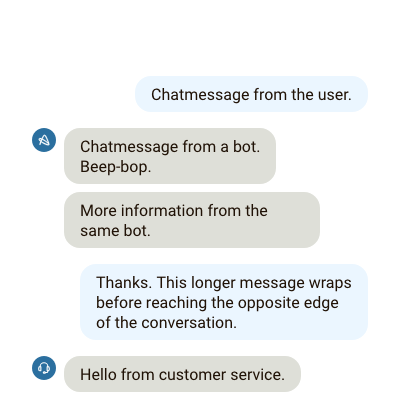 Chatmessage from the user.
Chatmessage from a bot.
Beep-bop.
More information from the
same bot.
Thanks. This longer message wraps
before reaching the opposite edge
of the conversation.
Hello from customer service.